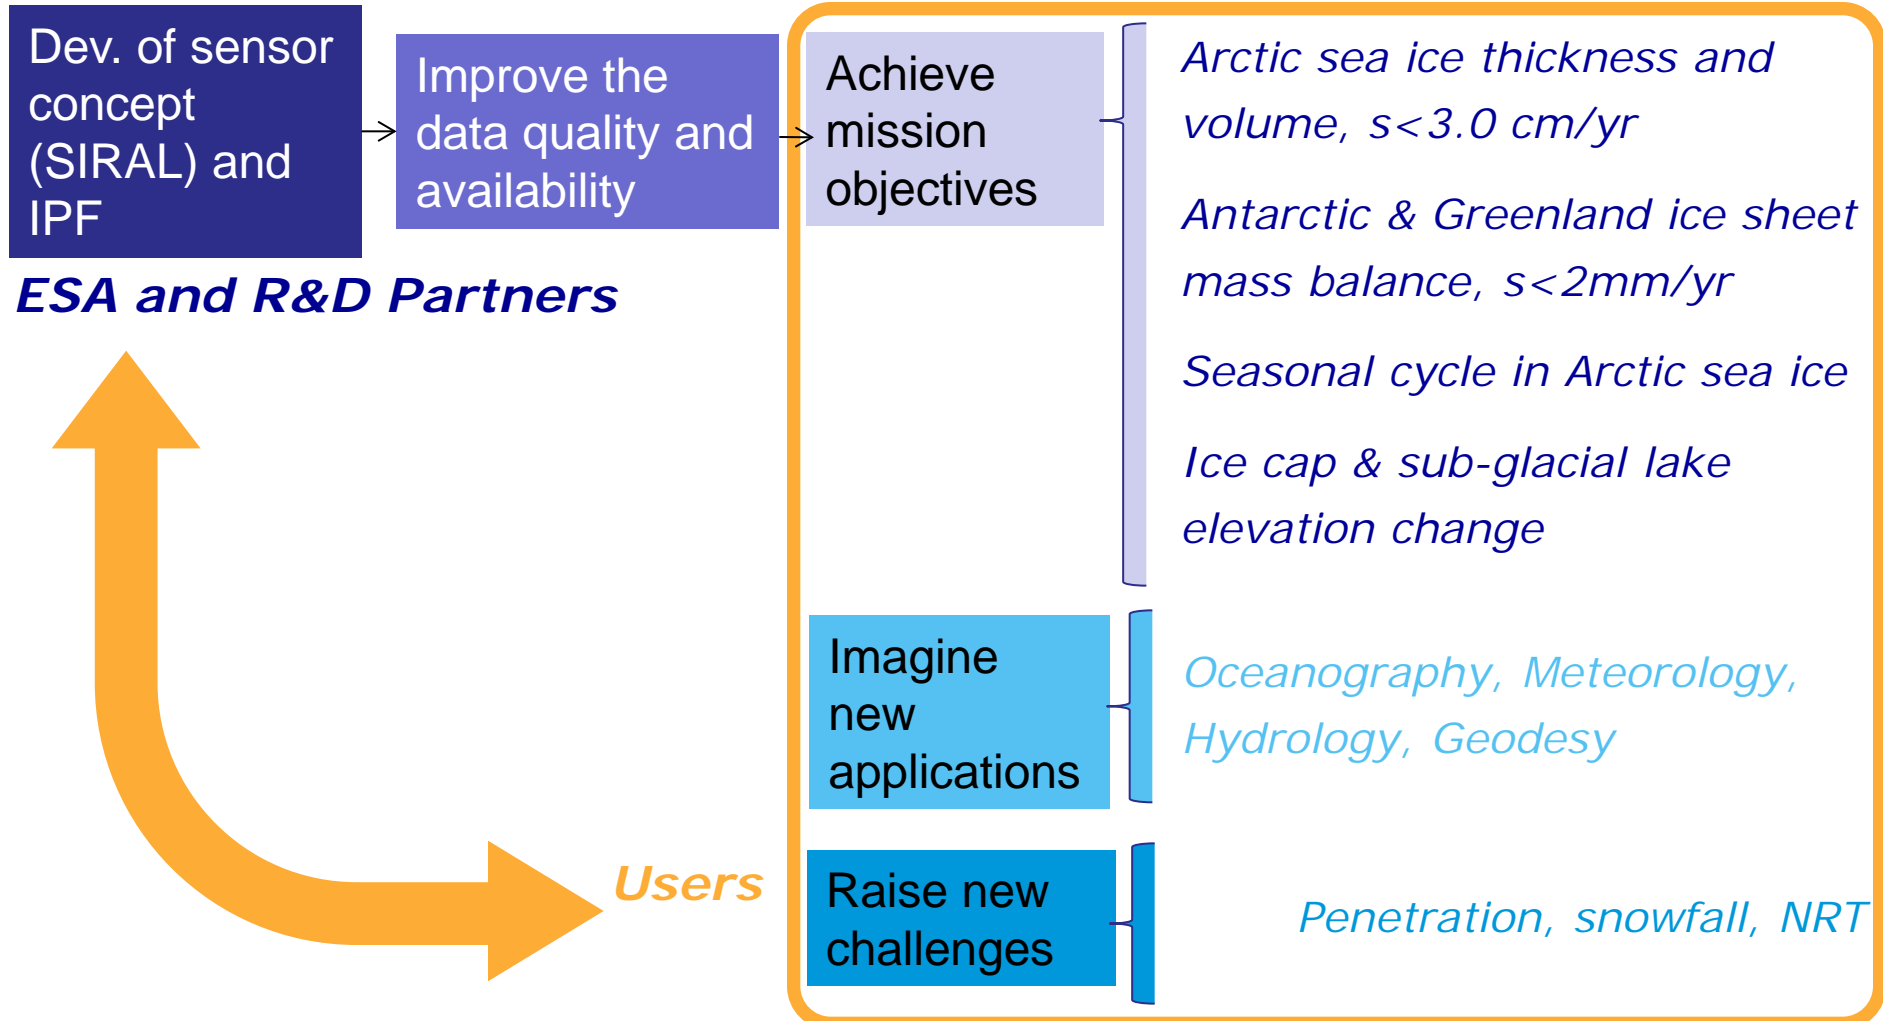 Dev. of sensor
concept
(SIRAL) and
IPF
Improve the
data quality and
availability
Achieve
mission
objectives
Arctic sea ice thickness and
volume, s<3.0 cm/yr
Antarctic & Greenland ice sheet
mass balance, s<2mm/yr
Seasonal cycle in Arctic sea ice
Ice cap & sub-glacial lake
elevation change
ESA and R&D Partners
Imagine
new
applications
Oceanography, Meteorology,
Hydrology, Geodesy
Users
Raise new
challenges
Penetration, snowfall, NRT